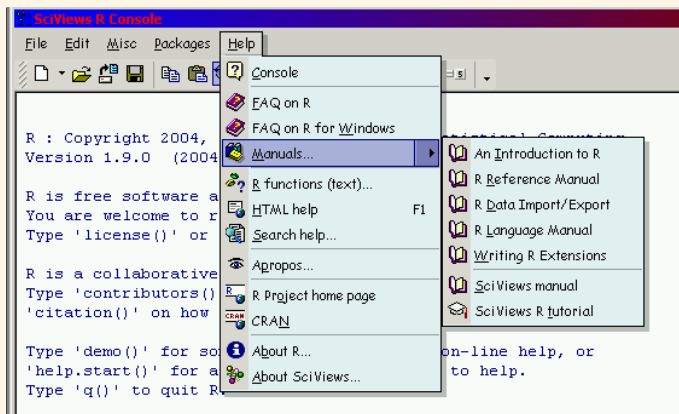 SciViews R Console
File Edit Misc Packages Help
Console
FAQ on R
FAQ on R for Windows
Manuals...
R functions (text)...
HTML help F1
Search help...
Apropos...
R Project home page
CRAN
About R...
About SciViews...
An Introduction to R
R Reference Manual
R Data Import/Export
R Language Manual
Writing R Extensions
SciViews manual
SciViews R tutorial
R : Copyright 2004,
Version 1.9.0 (2004
R is free software a
You are welcome to r
Type 'license()' or
R is a collaborative
Type 'contributors()
'citation()' on how
Type 'demo()' for so on-line help, or
'help.start()' for a to help.
Type 'q()' to quit R.